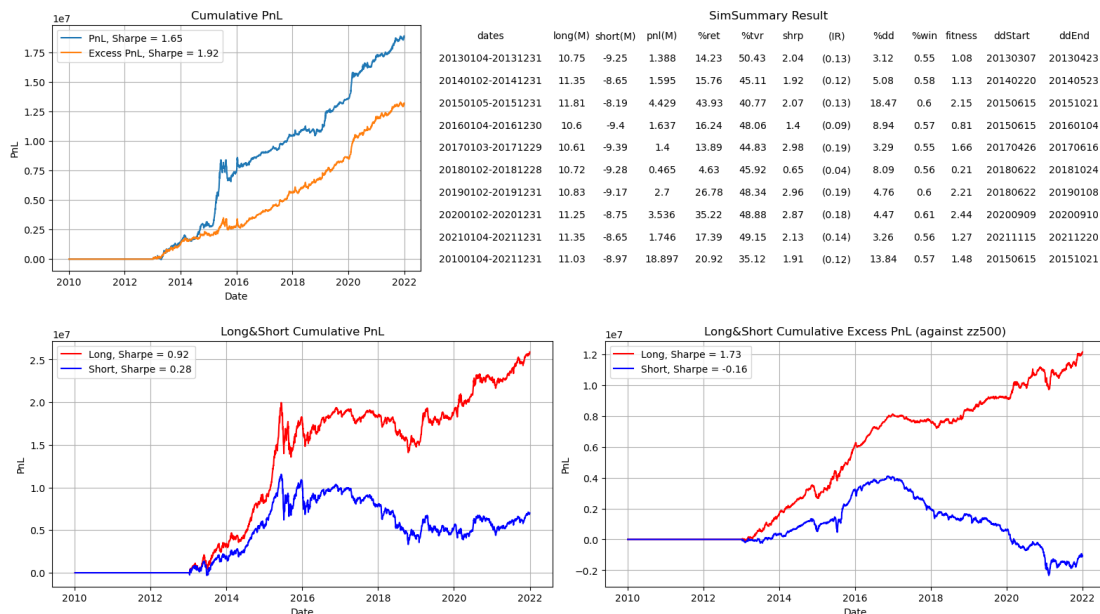 Cumulative PnL
1e7
PnL, Sharpe = 1.65
Excess PnL, Sharpe = 1.92
1.75
1.50
1.25
1.00
0.75
0.50
0.25
0.00
PnL
2010 2012 2014 2016 2018 2020 2022
Date
SimSummary Result
dates long(M) short(M) pnl(M) %ret %tvr shrp (IR) %dd %win fitness ddStart ddEnd
20130104-20131231 10.75 -9.25 1.388 14.23 50.43 2.04 (0.13) 3.12 0.55 1.08 20130307 20130423
20140102-20141231 11.35 -8.65 1.595 15.76 45.11 1.92 (0.12) 5.08 0.58 1.13 20140220 20140523
20150105-20151231 11.81 -8.19 4.429 43.93 40.77 2.07 (0.13) 18.47 0.6 2.15 20150615 20151021
20160104-20161230 10.6 -9.4 1.637 16.24 48.06 1.4 (0.09) 8.94 0.57 0.81 20150615 20160104
20170103-20171229 10.61 -9.39 1.4 13.89 44.83 2.98 (0.19) 3.29 0.55 1.66 20170426 20170616
20180102-20181228 10.72 -9.28 0.465 4.63 45.92 0.65 (0.04) 8.09 0.56 0.21 20180622 20181024
20190102-20191231 10.83 -9.17 2.7 26.78 48.34 2.96 (0.19) 4.76 0.6 2.21 20180622 20190108
20200102-20201231 11.25 -8.75 3.536 35.22 48.88 2.87 (0.18) 4.47 0.61 2.44 20200909 20200910
20210104-20211231 11.35 -8.65 1.746 17.39 49.15 2.13 (0.14) 3.26 0.56 1.27 20211115 20211220
20100104-20211231 11.03 -8.97 18.897 20.92 35.12 1.91 (0.12) 13.84 0.57 1.48 20150615 20151021
Long&Short Cumulative PnL
1e7
Long, Sharpe = 0.92
Short, Sharpe = 0.28
2.5
2.0
1.5
1.0
0.5
0.0
PnL
2010 2012 2014 2016 2018 2020 2022
Date
Long&Short Cumulative Excess PnL (against zz500)
1e7
Long, Sharpe = 1.73
Short, Sharpe = -0.16
1.2
1.0
0.8
0.6
0.4
0.2
0.0
−0.2
PnL
2010 2012 2014 2016 2018 2020 2022
Date